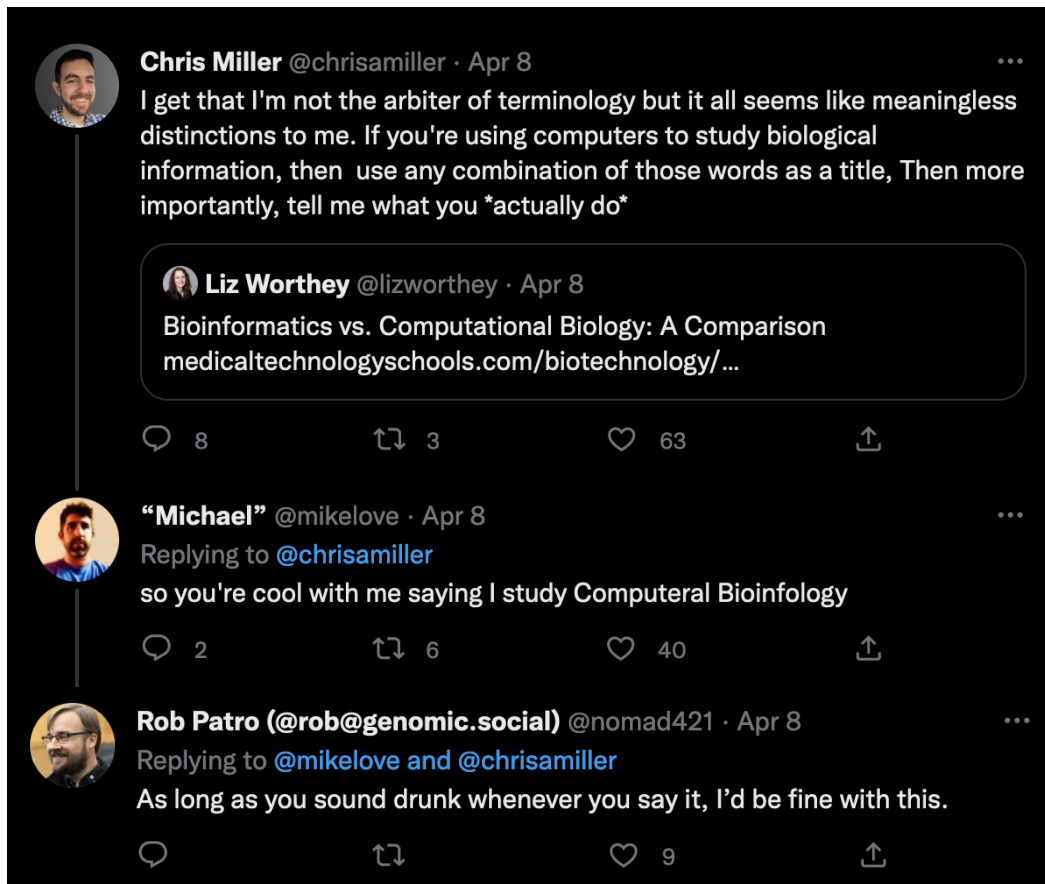 Chris Miller @chrisamiller · Apr 8
I get that I'm not the arbiter of terminology but it all seems like meaningless
distinctions to me. If you're using computers to study biological
information, then  use any combination of those words as a title, Then more
importantly, tell me what you *actually do*
Liz Worthey @lizworthey · Apr 8
Bioinformatics vs. Computational Biology: A Comparison
medicaltechnologyschools.com/biotechnology/...
8 3 63
“Michael” @mikelove · Apr 8
Replying to @chrisamiller
so you're cool with me saying I study Computeral Bioinfology
2 6 40
Rob Patro (@rob@genomic.social) @nomad421 · Apr 8
Replying to @mikelove and @chrisamiller
As long as you sound drunk whenever you say it, I’d be fine with this.
9